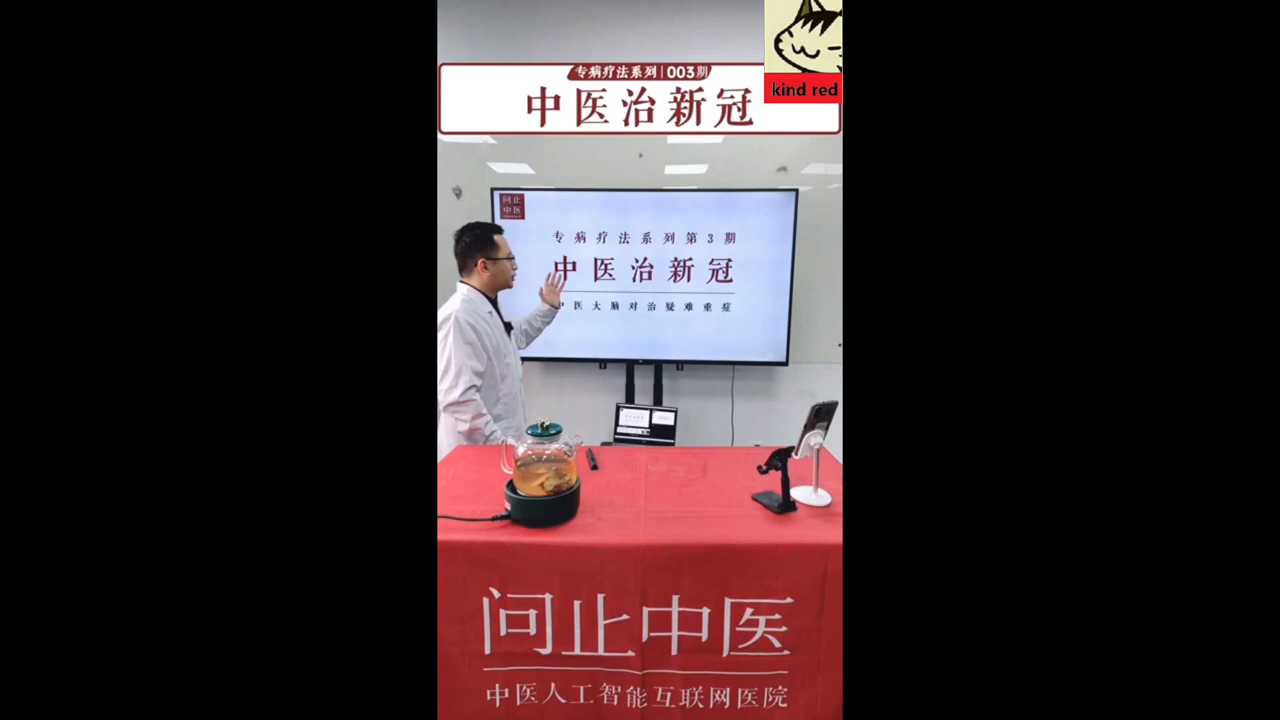 专病疗法系列|003期
中医治新冠
kind red
问止
中医
专病疗法系列第3期
中医治新冠
中医大脑对治疑难重症
问止中医
中医人工智能互联网医院